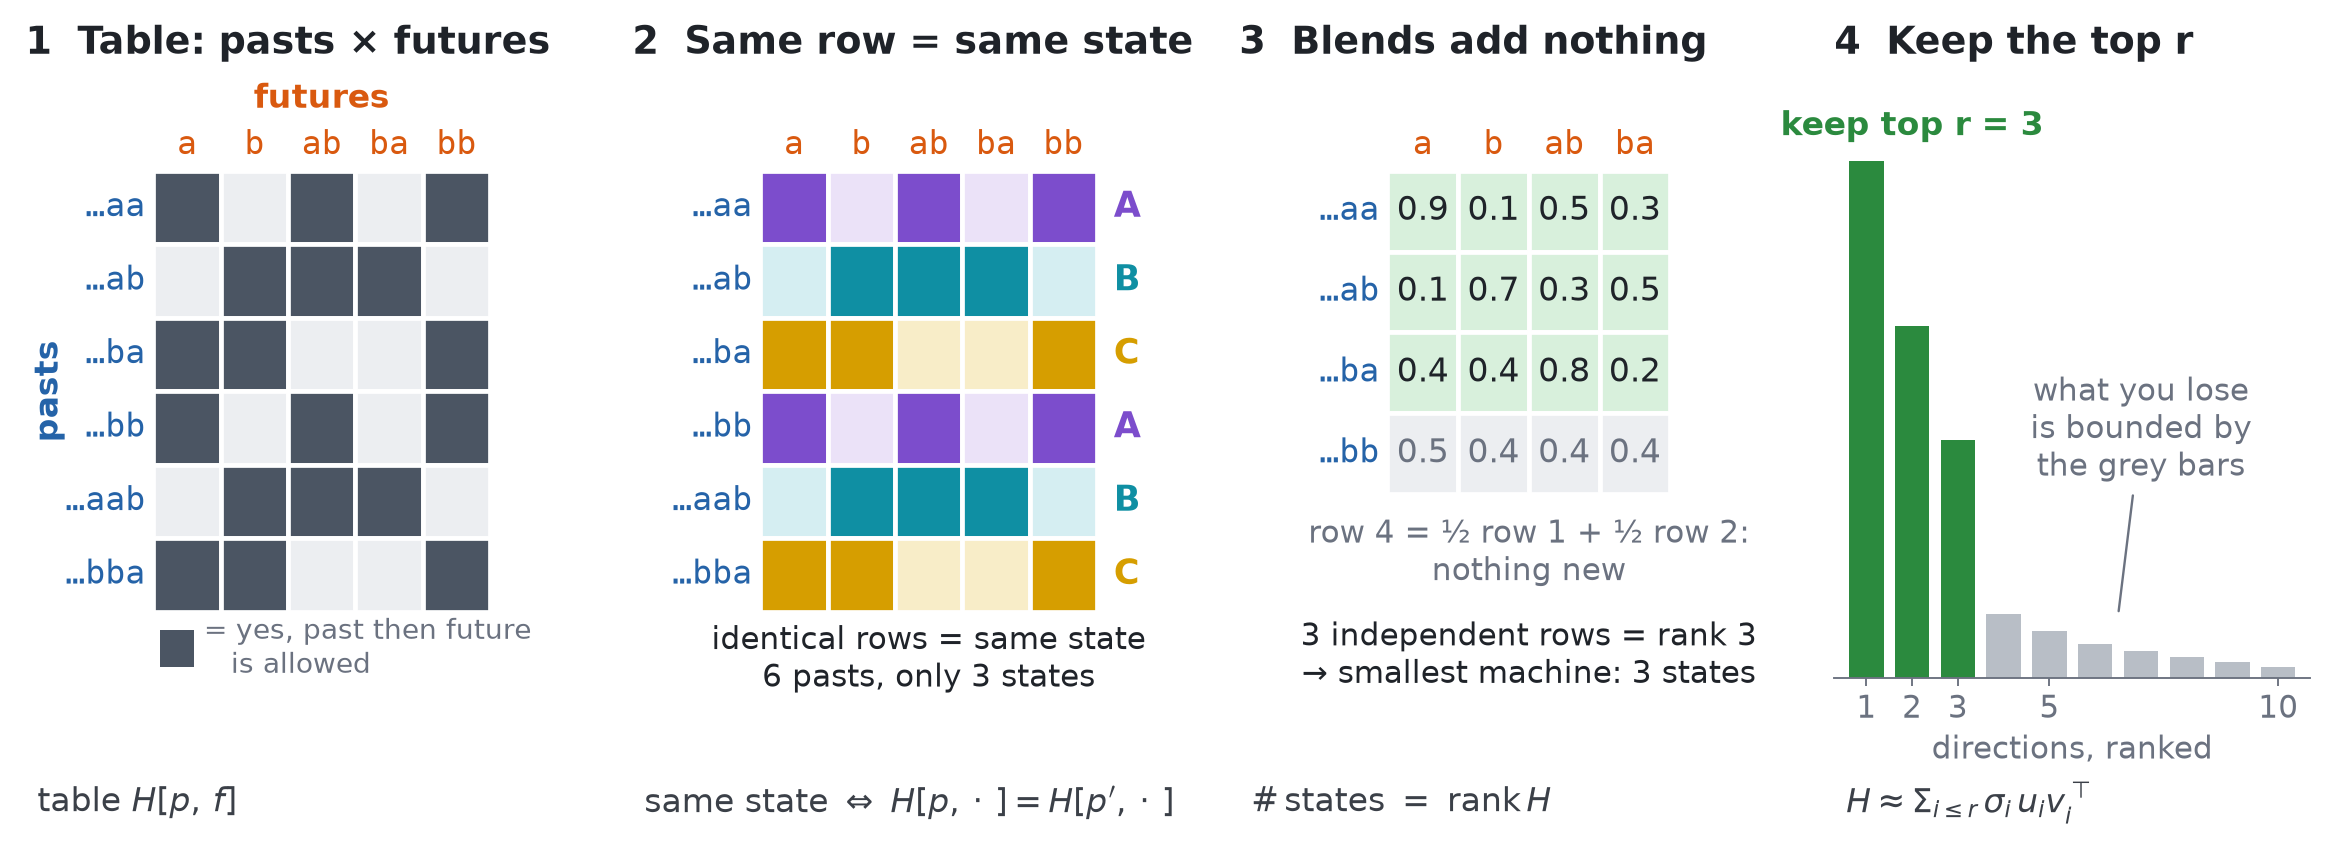 1 Table: pasts × futures
futures
a b ab ba bb
pasts
…aa
…ab
…ba
…bb
…aab
…bba
= yes, past then future
is allowed
table H[p, f]
2 Same row = same state
a b ab ba bb
…aa A
…ab B
…ba C
…bb A
…aab B
…bba C
identical rows = same state
6 pasts, only 3 states
same state ⇔ H[p, · ] = H[p′, · ]
3 Blends add nothing
a b ab ba
…aa 0.9 0.1 0.5 0.3
…ab 0.1 0.7 0.3 0.5
…ba 0.4 0.4 0.8 0.2
…bb 0.5 0.4 0.4 0.4
row 4 = ½ row 1 + ½ row 2:
nothing new
3 independent rows = rank 3
→ smallest machine: 3 states
# states = rank H
4 Keep the top r
keep top r = 3
what you lose
is bounded by
the grey bars
1 2 3 5 10
directions, ranked
H ≈ Σ_{i ≤ r} σ_i u_i v_i^⊤